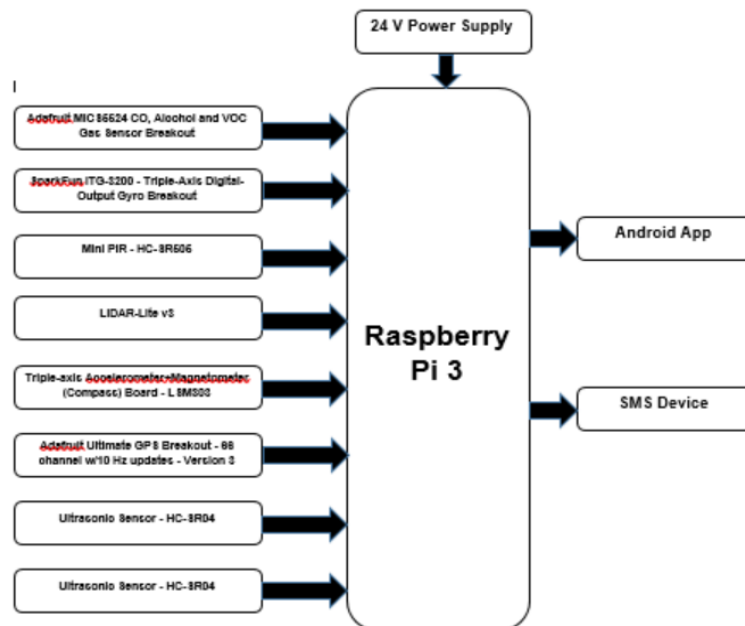 24 V Power Supply
Adafruit MiCS5524 CO, Alcohol and VOC
Gas Sensor Breakout
SparkFun ITG-3200 - Triple-Axis Digital-
Output Gyro Breakout
Mini PIR - HC-SR505
LIDAR-Lite v3
Triple-axis Accelerometer+Magnetometer
(Compass) Board - LSM303
Adafruit Ultimate GPS Breakout - 66
channel w/10 Hz updates - Version 3
Ultrasonic Sensor - HC-SR04
Ultrasonic Sensor - HC-SR04
Raspberry
Pi 3
Android App
SMS Device